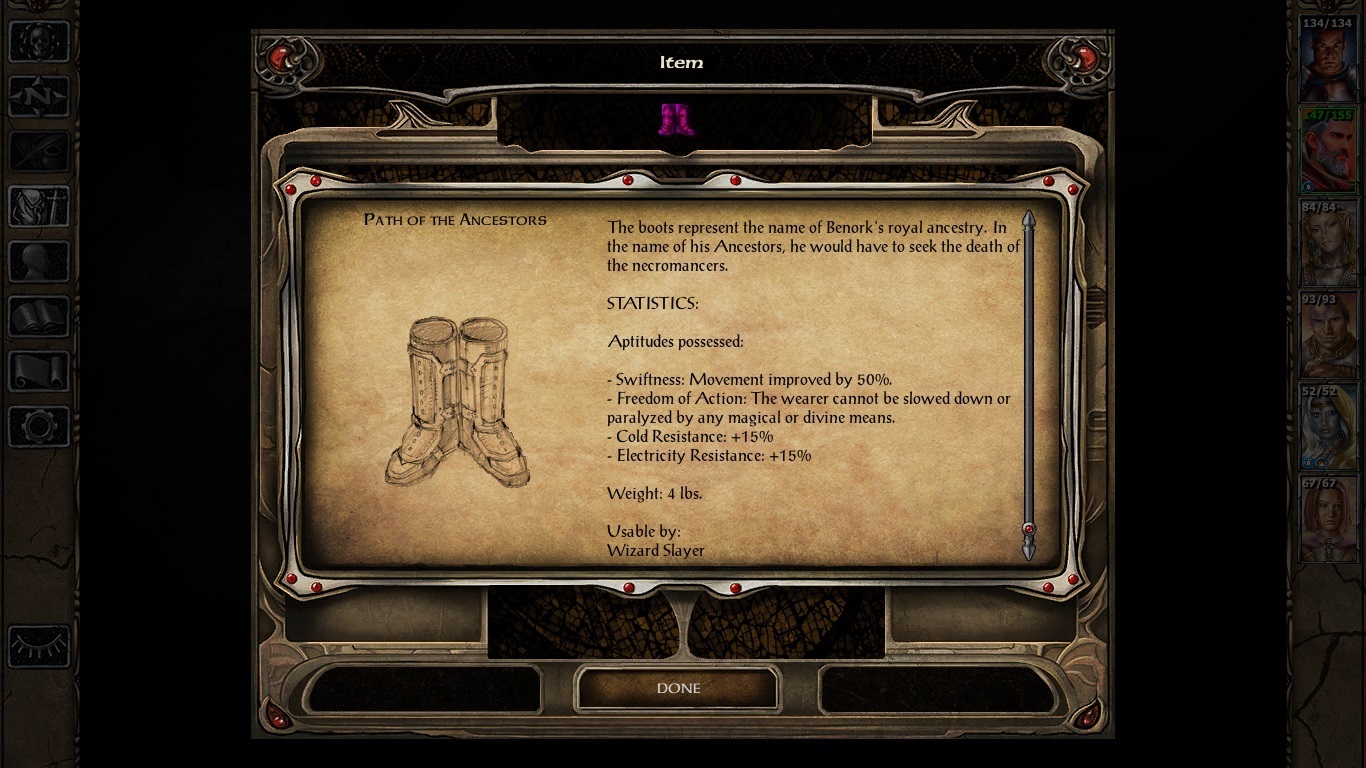 Item
134/134
147/155
84/84
93/93
52/52
67/67
N
PATH OF THE ANCESTORS
The boots represent the name of Benork's royal ancestry. In
the name of his Ancestors, he would have to seek the death of
the necromancers.
STATISTICS:
Aptitudes possessed:
- Swiftness: Movement improved by 50%.
- Freedom of Action: The wearer cannot be slowed down or
paralyzed by any magical or divine means.
- Cold Resistance: +15%
- Electricity Resistance: +15%
Weight: 4 lbs.
Usable by:
Wizard Slayer
DONE